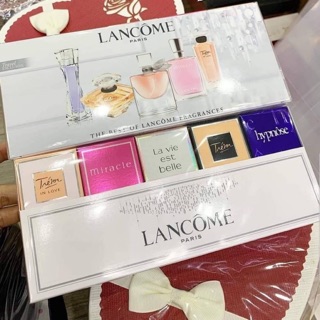 LANCÔME
PARIS
THE BEST OF LANCÔME FRAGRANCES
Trésor
IN LOVE
miracle
La vie
est
belle
Trésor
hypnôse
LANCÔME
PARIS